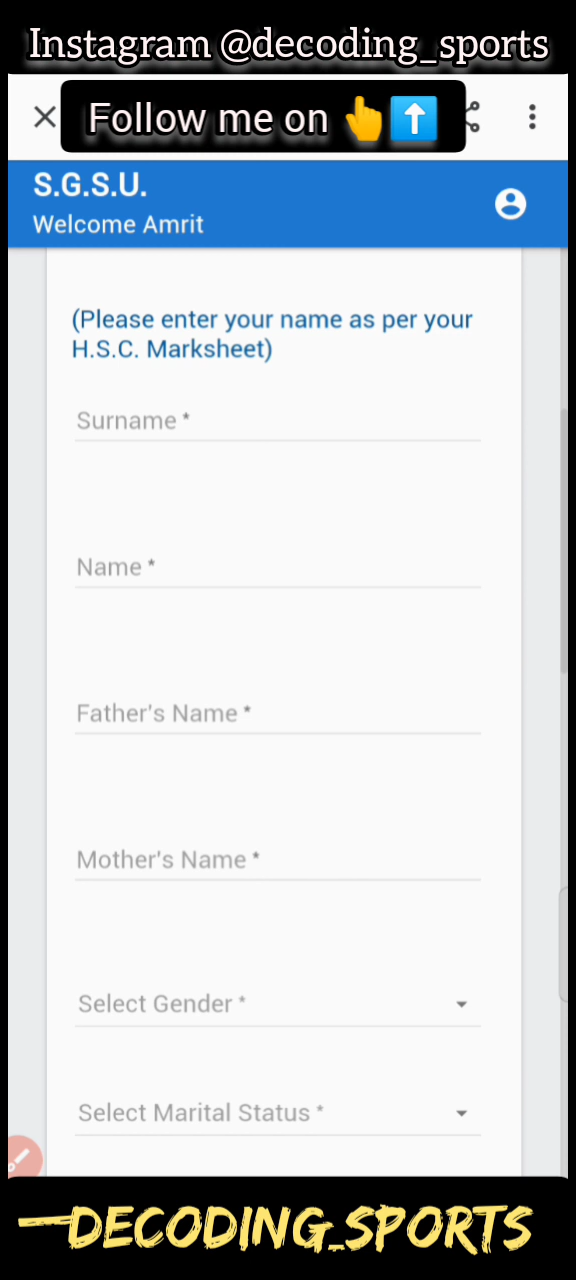 Instagram @decoding_sports
Follow me on 👆⬆️
S.G.S.U.
Welcome Amrit
(Please enter your name as per your
H.S.C. Marksheet)
Surname *
Name *
Father's Name *
Mother's Name *
Select Gender *
Select Marital Status *
—DECODING_SPORTS